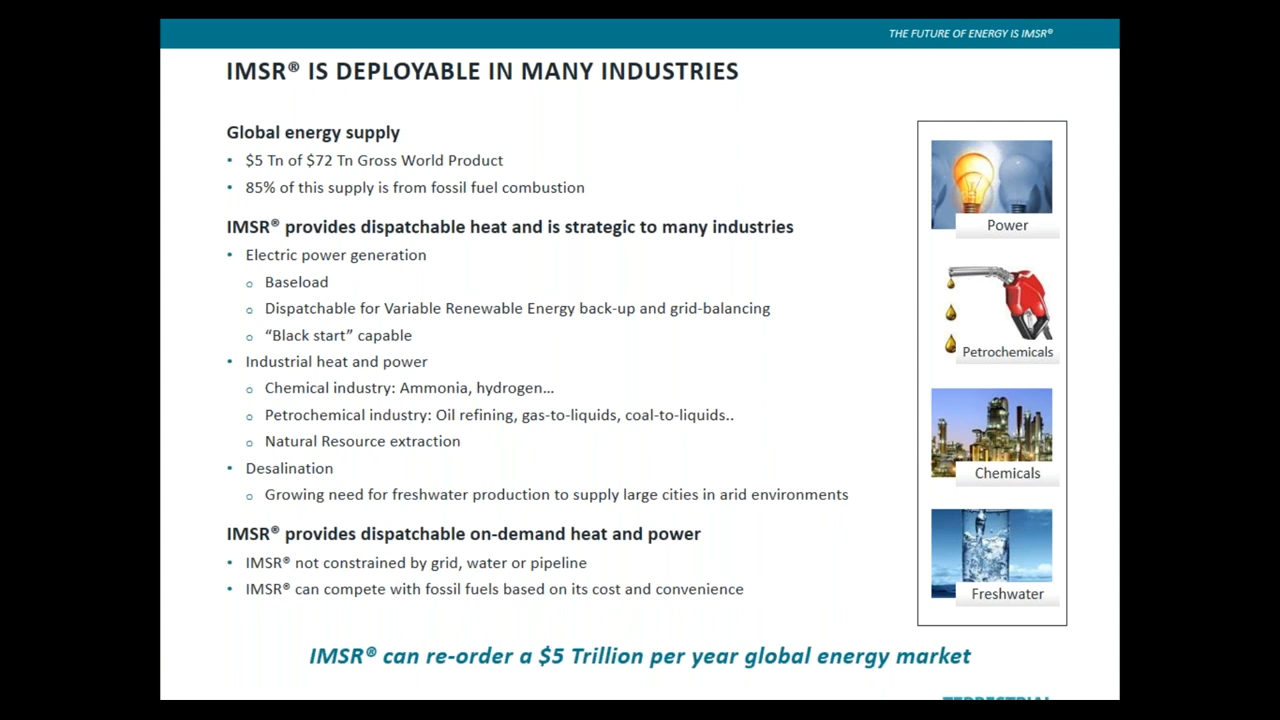 THE FUTURE OF ENERGY IS IMSR®
IMSR® IS DEPLOYABLE IN MANY INDUSTRIES
Global energy supply
• $5 Tn of $72 Tn Gross World Product
• 85% of this supply is from fossil fuel combustion
IMSR® provides dispatchable heat and is strategic to many industries
• Electric power generation
o Baseload
o Dispatchable for Variable Renewable Energy back-up and grid-balancing
o “Black start” capable
• Industrial heat and power
o Chemical industry: Ammonia, hydrogen…
o Petrochemical industry: Oil refining, gas-to-liquids, coal-to-liquids..
o Natural Resource extraction
• Desalination
o Growing need for freshwater production to supply large cities in arid environments
IMSR® provides dispatchable on-demand heat and power
• IMSR® not constrained by grid, water or pipeline
• IMSR® can compete with fossil fuels based on its cost and convenience
Power
Petrochemicals
Chemicals
Freshwater
IMSR® can re-order a $5 Trillion per year global energy market
TERRESTRIAL